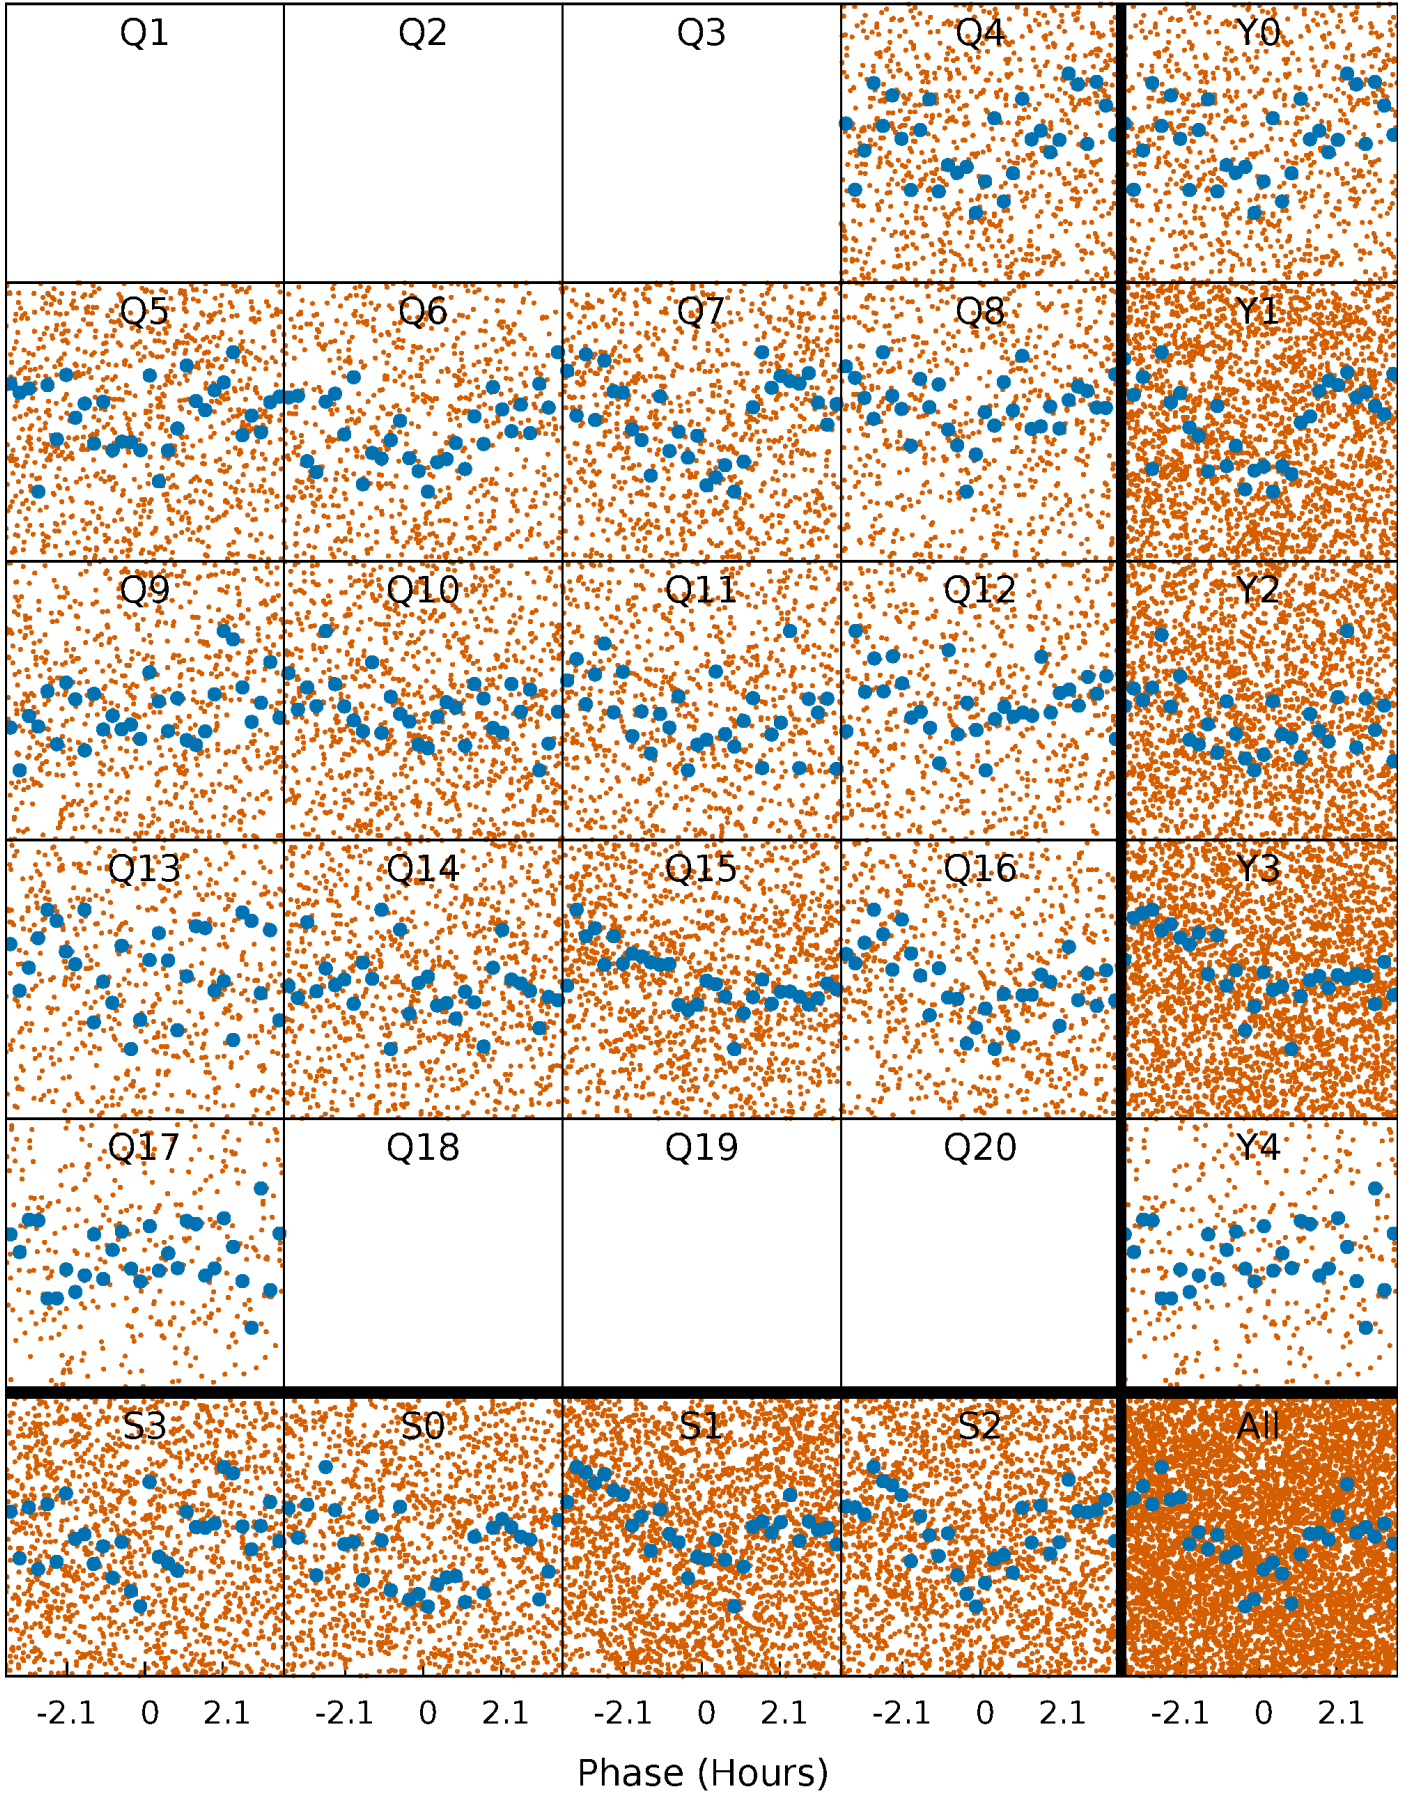 Q1 Q2 Q3 Q4 Y0
Q5 Q6 Q7 Q8 Y1
Q9 Q10 Q11 Q12 Y2
Q13 Q14 Q15 Q16 Y3
Q17 Q18 Q19 Q20 Y4
S3 S0 S1 S2 All
-2.1 0 2.1 -2.1 0 2.1 -2.1 0 2.1 -2.1 0 2.1 -2.1 0 2.1
Phase (Hours)